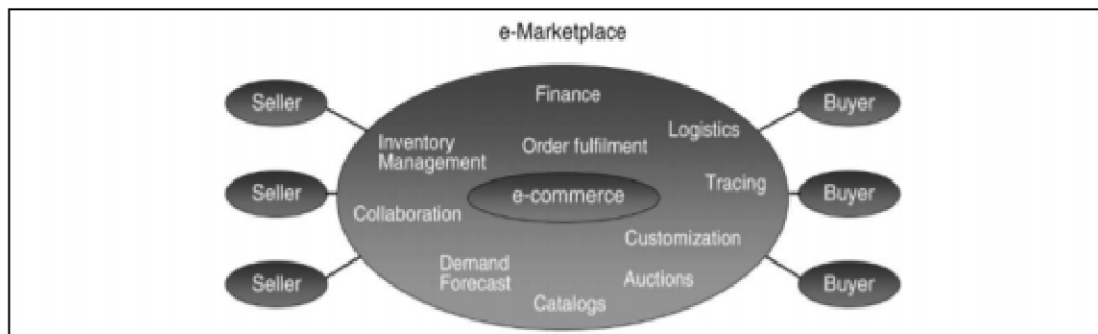 e-Marketplace
Seller
Finance
Buyer
Logistics
Inventory
Management
Order fulfilment
Seller
e-commerce
Tracing
Buyer
Collaboration
Customization
Demand
Forecast
Auctions
Seller
Catalogs
Buyer